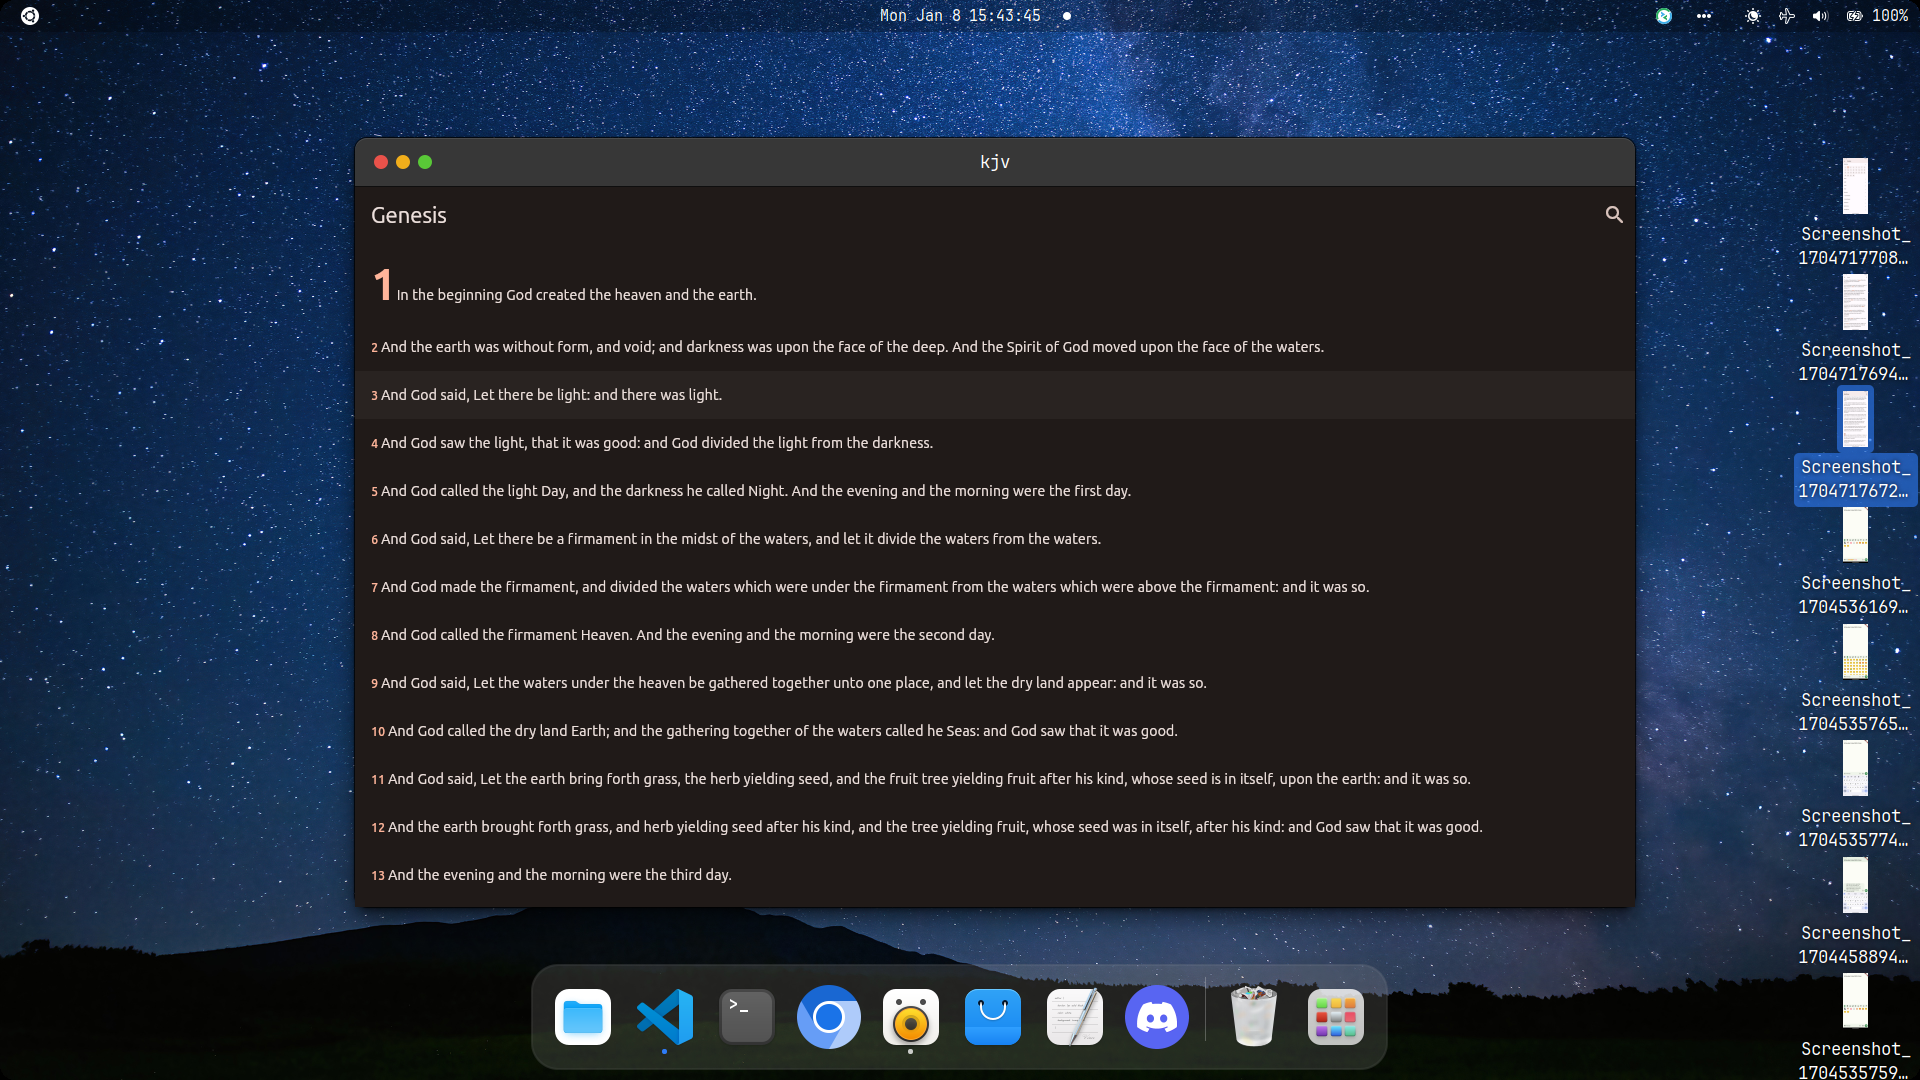 Mon Jan 8 15:43:45
100%
kjv
Genesis
1 In the beginning God created the heaven and the earth.
2 And the earth was without form, and void; and darkness was upon the face of the deep. And the Spirit of God moved upon the face of the waters.
3 And God said, Let there be light: and there was light.
4 And God saw the light, that it was good: and God divided the light from the darkness.
5 And God called the light Day, and the darkness he called Night. And the evening and the morning were the first day.
6 And God said, Let there be a firmament in the midst of the waters, and let it divide the waters from the waters.
7 And God made the firmament, and divided the waters which were under the firmament from the waters which were above the firmament: and it was so.
8 And God called the firmament Heaven. And the evening and the morning were the second day.
9 And God said, Let the waters under the heaven be gathered together unto one place, and let the dry land appear: and it was so.
10 And God called the dry land Earth; and the gathering together of the waters called he Seas: and God saw that it was good.
11 And God said, Let the earth bring forth grass, the herb yielding seed, and the fruit tree yielding fruit after his kind, whose seed is in itself, upon the earth: and it was so.
12 And the earth brought forth grass, and herb yielding seed after his kind, and the tree yielding fruit, whose seed was in itself, after his kind: and God saw that it was good.
13 And the evening and the morning were the third day.
Screenshot_
1704717708...
Screenshot_
1704717694...
Screenshot_
1704717672...
Screenshot_
1704536169...
Screenshot_
1704535765...
Screenshot_
1704535774...
Screenshot_
1704458894...
Screenshot_
1704535759...
>_